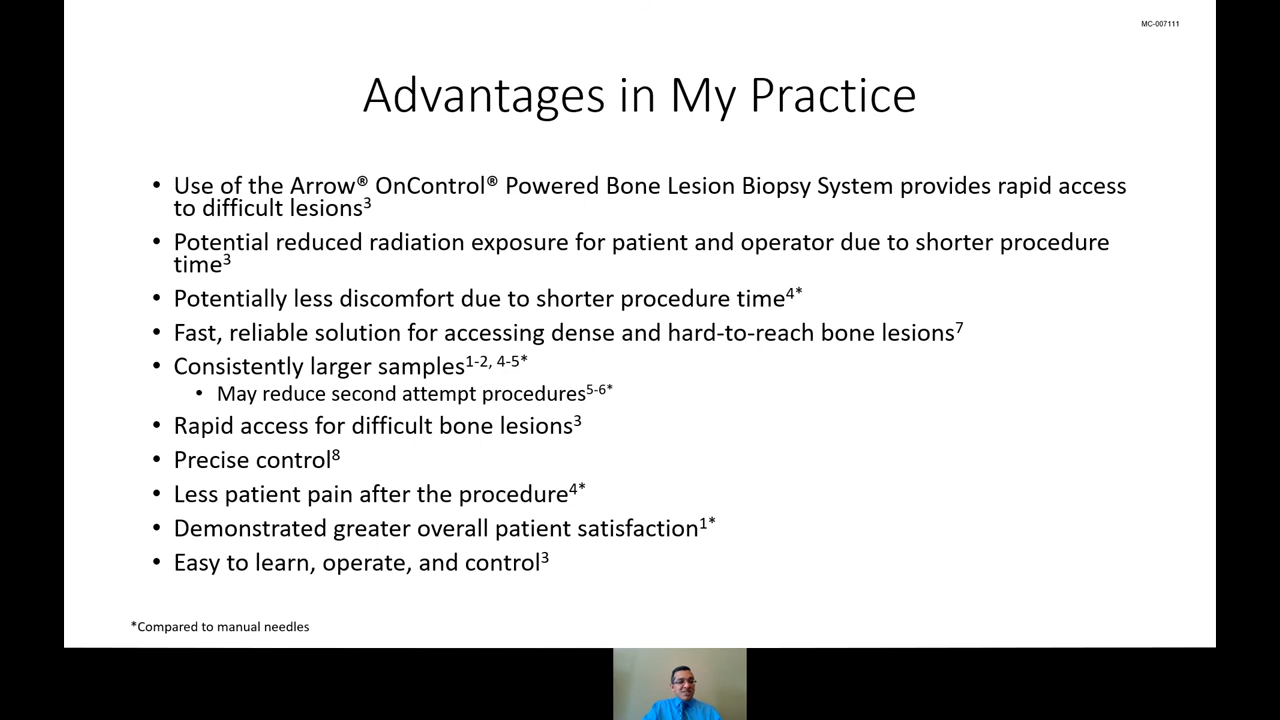 MC-007111
Advantages in My Practice
• Use of the Arrow® OnControl® Powered Bone Lesion Biopsy System provides rapid access
to difficult lesions³
• Potential reduced radiation exposure for patient and operator due to shorter procedure
time³
• Potentially less discomfort due to shorter procedure time⁴*
• Fast, reliable solution for accessing dense and hard-to-reach bone lesions⁷
• Consistently larger samples¹⁻², ⁴⁻⁵*
• May reduce second attempt procedures⁵⁻⁶*
• Rapid access for difficult bone lesions³
• Precise control⁸
• Less patient pain after the procedure⁴*
• Demonstrated greater overall patient satisfaction¹*
• Easy to learn, operate, and control³
*Compared to manual needles